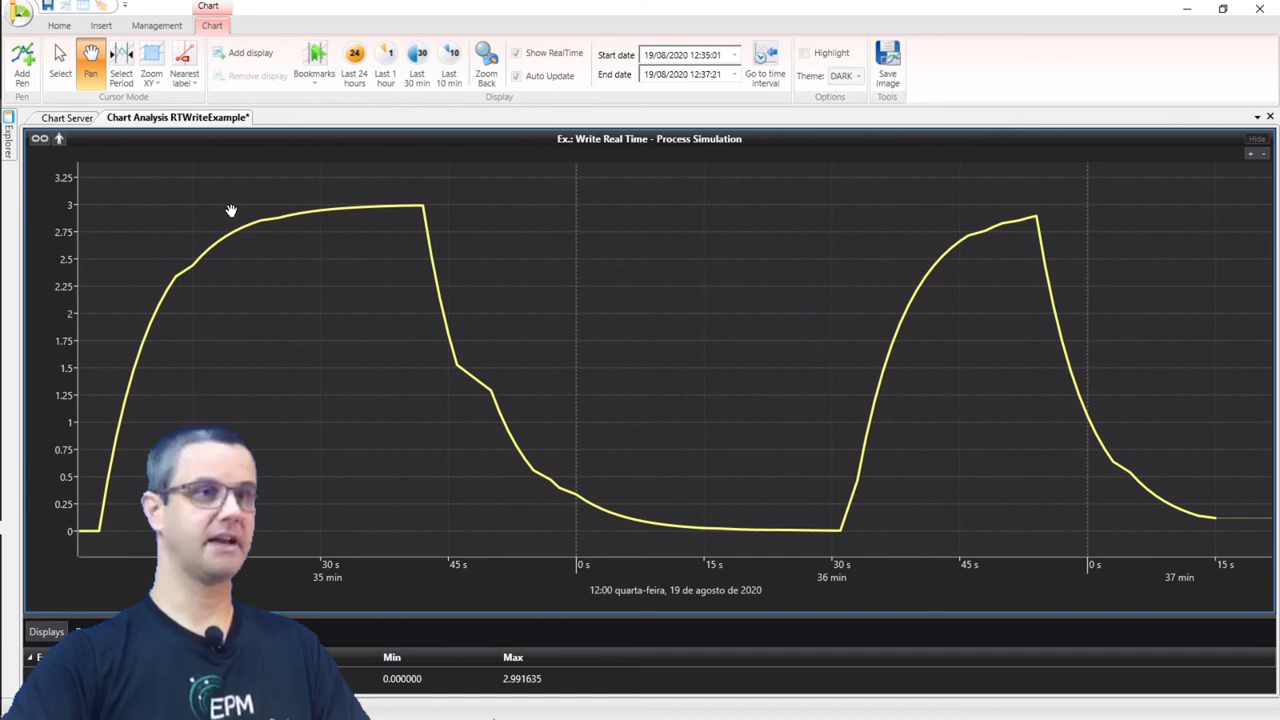 Chart
Home Insert Management Chart
Add Pen
Select
Pan
Select Period
Zoom XY
Nearest label
Add display
Remove display
Bookmarks
24 Last 24 hours
1 Last 1 hour
30 Last 30 min
10 Last 10 min
Zoom Back
Show RealTime
Auto Update
Start date 19/08/2020 12:35:01
End date 19/08/2020 12:37:21
Go to time interval
Highlight
Theme: DARK
Save Image
Pen Cursor Mode Display Options Tools
Explorer
Chart Server Chart Analysis RTWriteExample*
Ex.: Write Real Time - Process Simulation
Hide
+ -
3.25
3
2.75
2.5
2.25
2
1.75
1.5
1.25
1
0.75
0.5
0.25
0
30 s 45 s 0 s 15 s 30 s 45 s 0 s 15 s
35 min 36 min 37 min
12:00 quarta-feira, 19 de agosto de 2020
Displays
Min Max
0.000000 2.991635
EPM